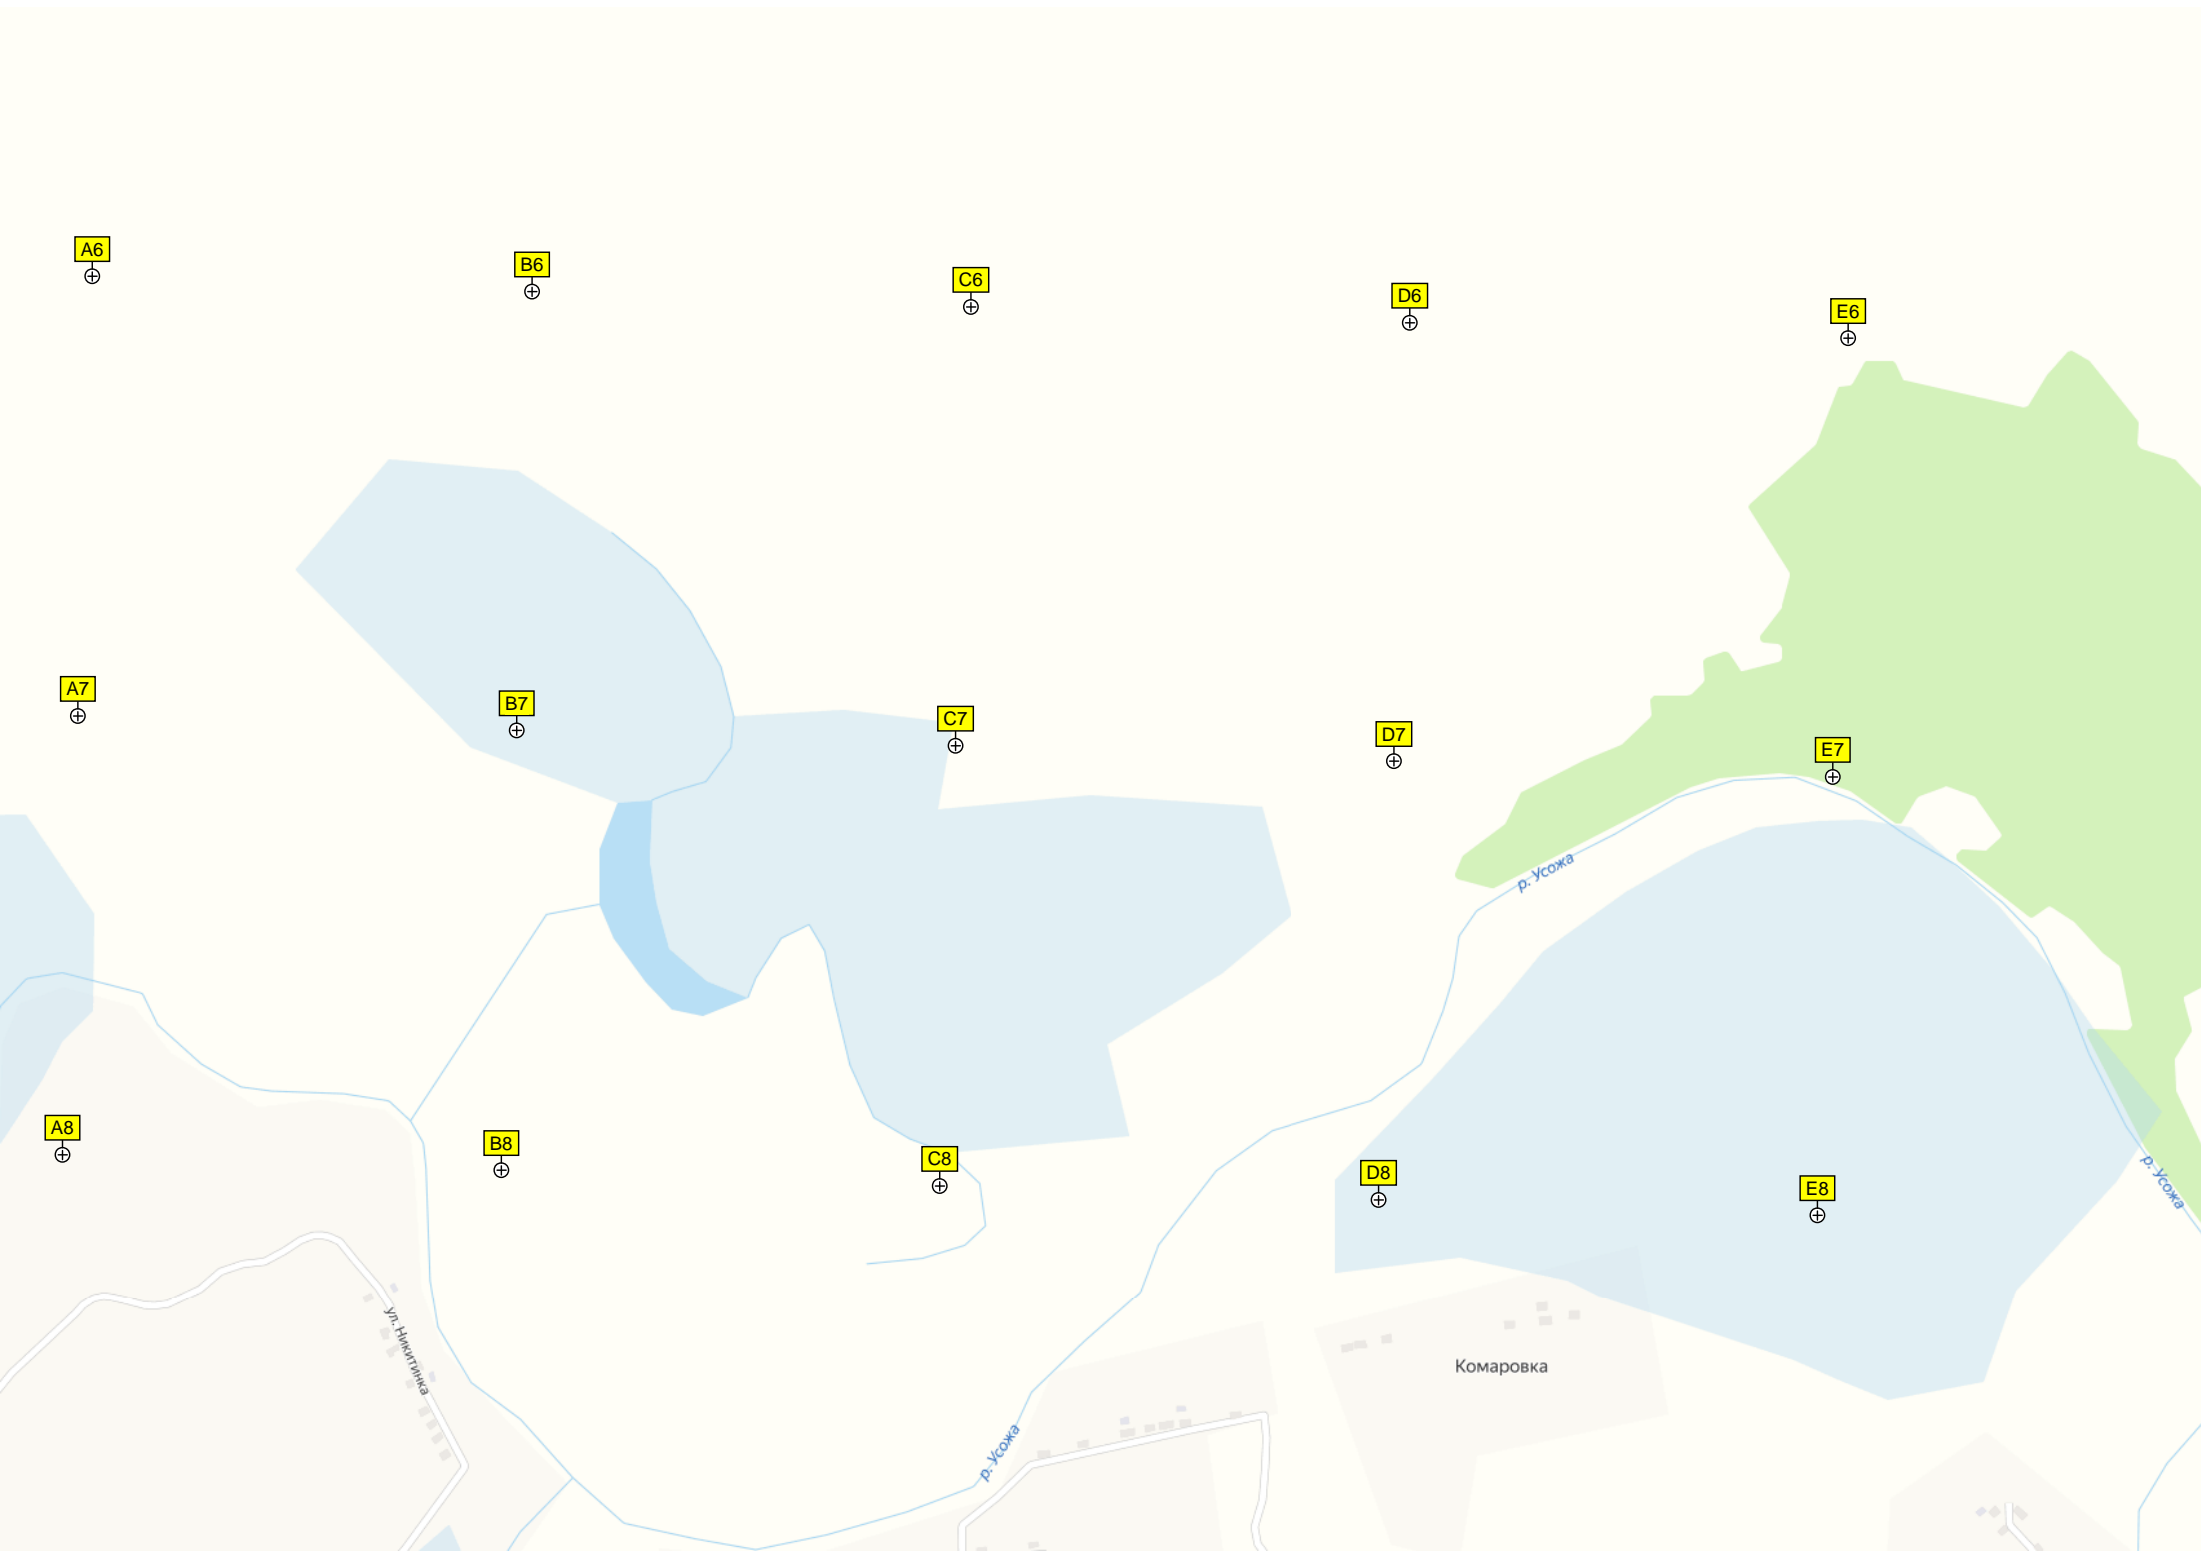 A6
B6
C6
D6
E6
A7
B7
C7
D7
E7
р. Усожа
A8
B8
C8
D8
E8
р. Усожа
ул. Никитинка
Комаровка
р. Усожа